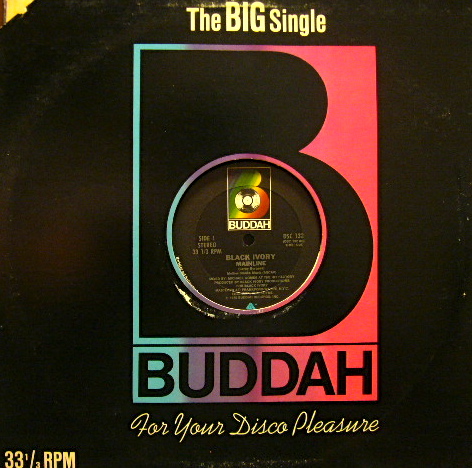 The BIG Single
BUDDAH
SIDE 1
STEREO
33 1/3 RPM
DSC 132
BLACK IVORY
MAINLINE
BUDDAH
For Your Disco Pleasure
33 1/3 RPM